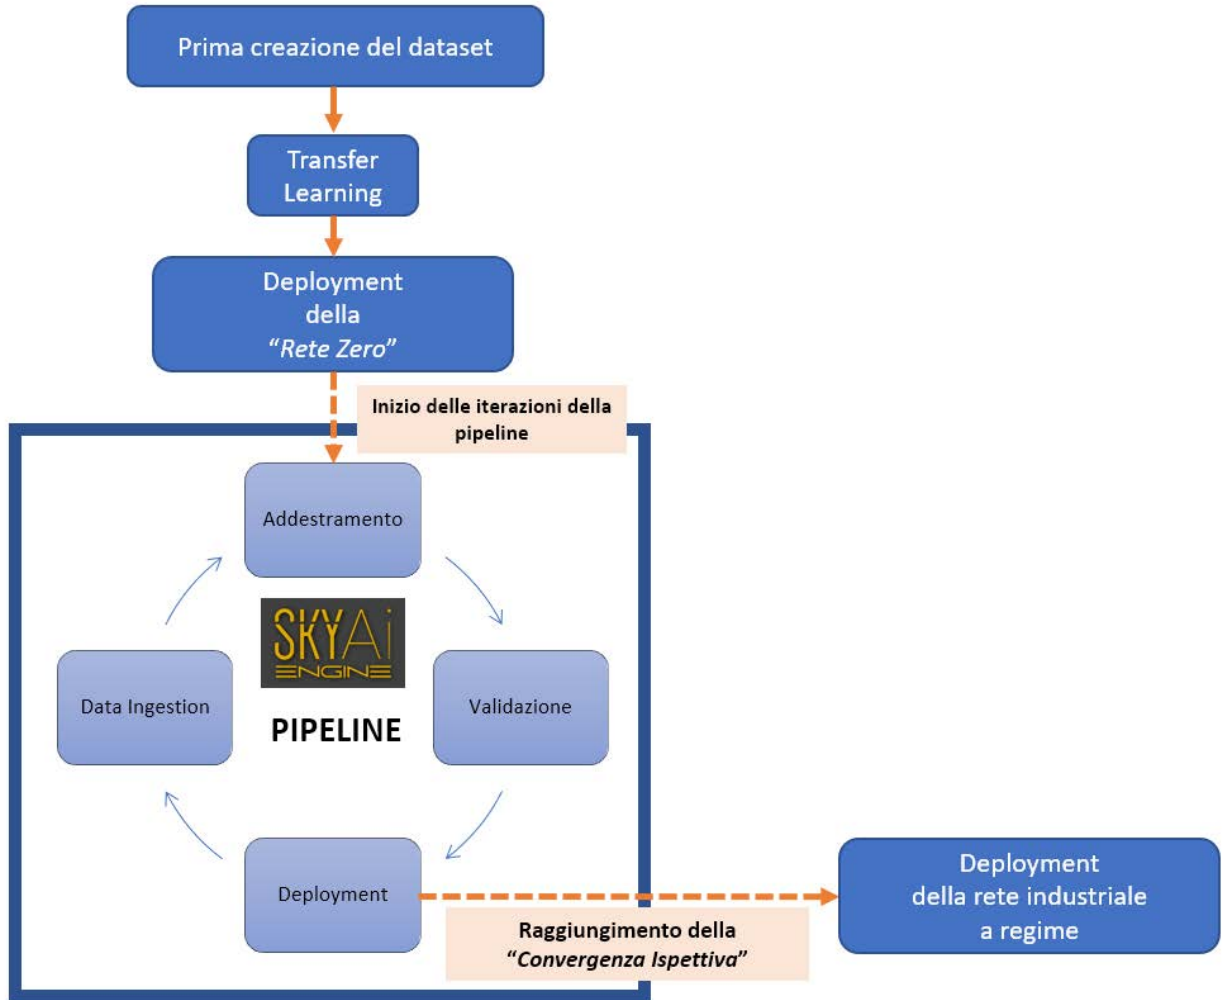 Prima creazione del dataset
Transfer
Learning
Deployment
della
“Rete Zero”
Inizio delle iterazioni della
pipeline
Addestramento
SKYAi
ENGINE
PIPELINE
Data Ingestion
Validazione
Deployment
Raggiungimento della
“Convergenza Ispettiva”
Deployment
della rete industriale
a regime